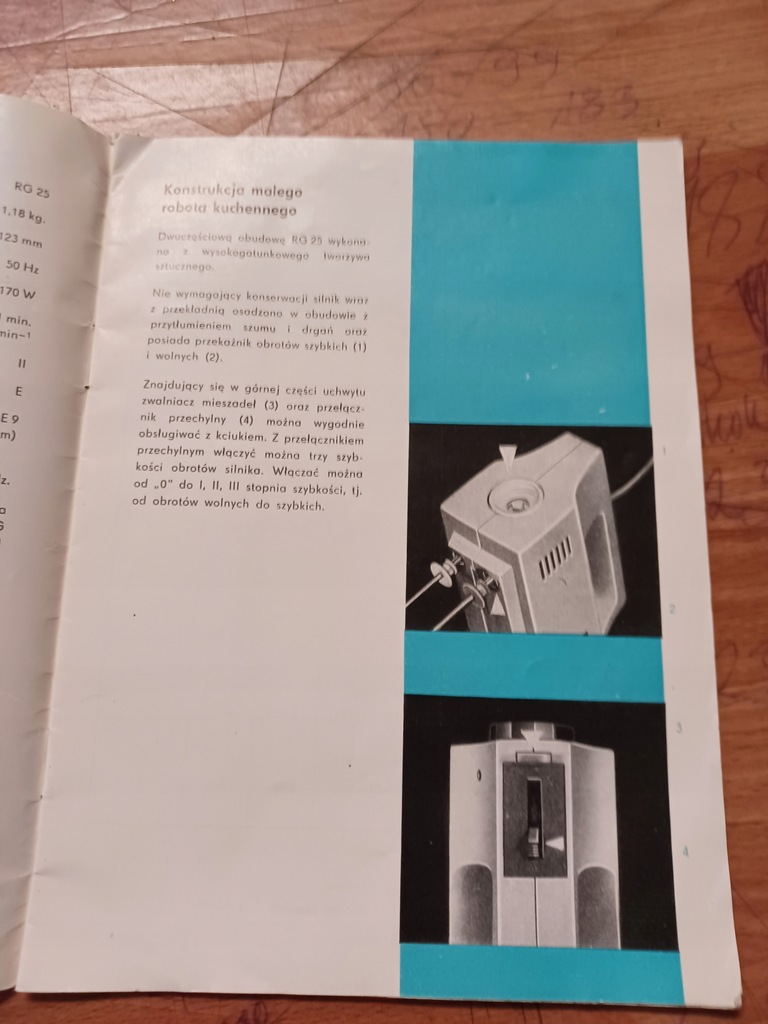 RG 25
1,18 kg.
123 mm
50 Hz
170 W
min.
min-¹
II
E
E 9
m)
z.
a
Konstrukcja małego
robota kuchennego
Dwuczęściową obudowę RG 25 wykona-
no z wysokogatunkowego tworzywa
sztucznego.
Nie wymagający konserwacji silnik wraz
z przekładnią osadzono w obudowie z
przytłumieniem szumu i drgań oraz
posiada przekaźnik obrotów szybkich (1)
i wolnych (2).
Znajdujący się w górnej części uchwytu
zwalniacz mieszadeł (3) oraz przełącz-
nik przechylny (4) można wygodnie
obsługiwać z kciukiem. Z przełącznikiem
przechylnym włączyć można trzy szyb-
kości obrotów silnika. Włączać można
od „0" do I, II, III stopnia szybkości, tj.
od obrotów wolnych do szybkich.
1
2
3
4
183